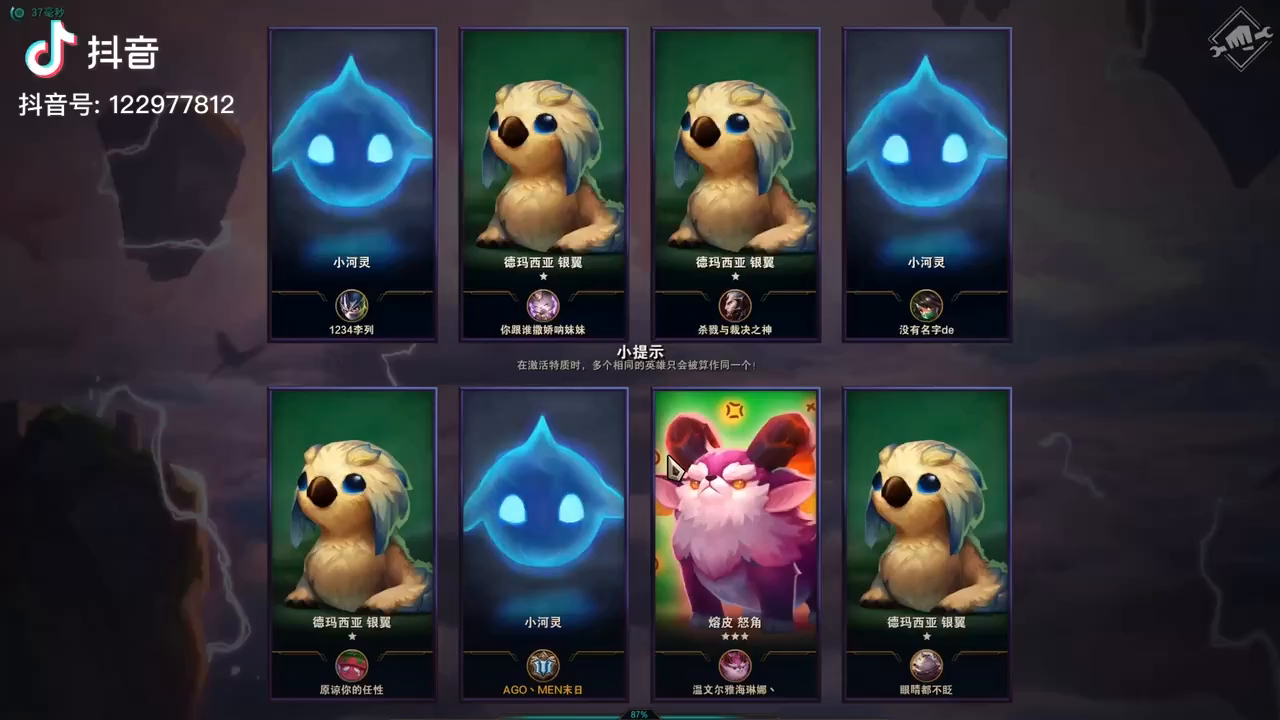 37毫秒
抖音
抖音号: 122977812
小河灵
1234李列
德玛西亚 银翼
你跟谁撒娇呐妹妹
德玛西亚 银翼
杀戮与裁决之神
小河灵
没有名字de
小提示
在激活特质时，多个相同的英雄只会被算作同一个！
德玛西亚 银翼
原谅你的任性
小河灵
AGO丶MEN末日
熔皮 怒角
温文尔雅海琳娜丶
德玛西亚 银翼
眼睛都不眨
87%